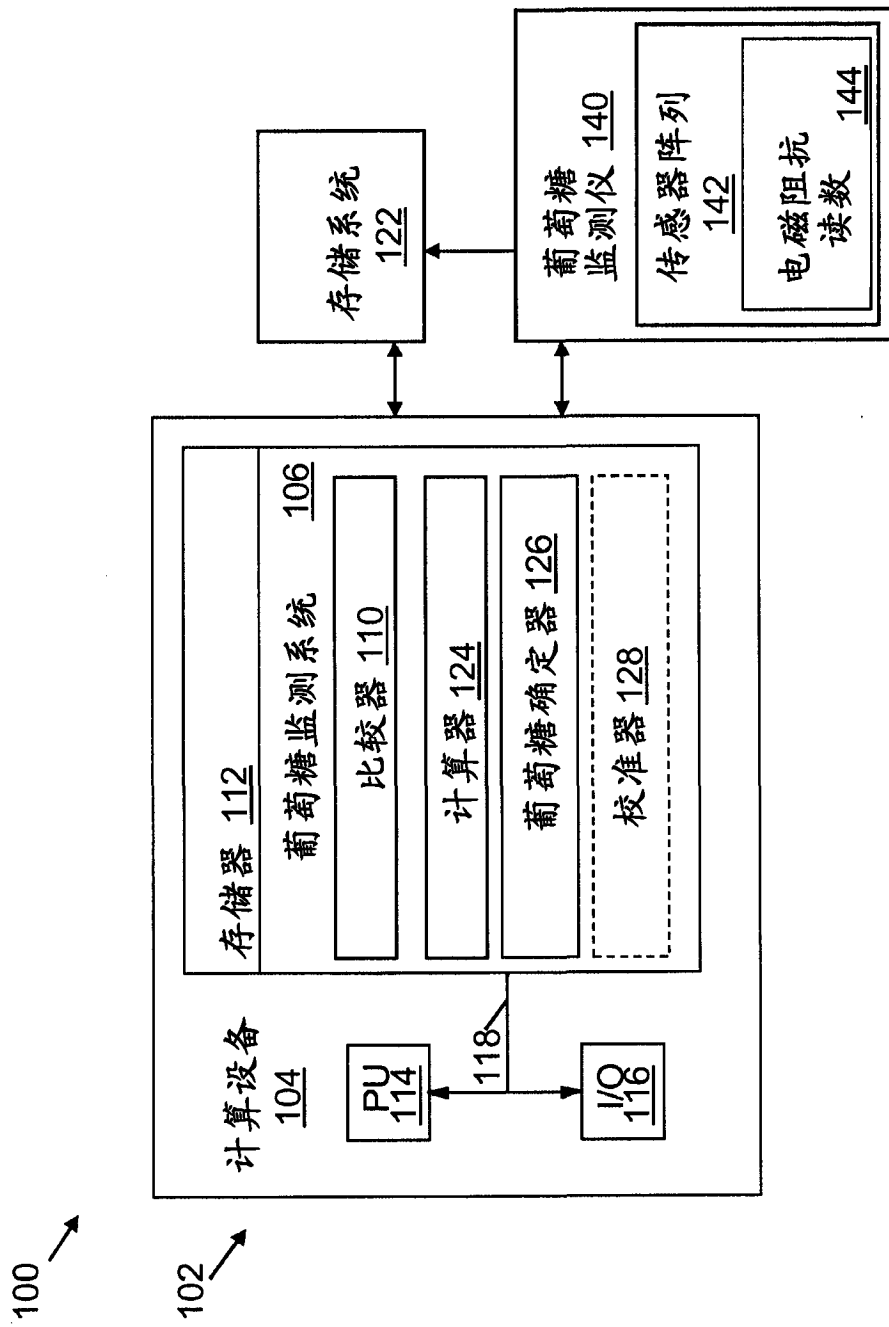 100
102
计算设备
104
PU
114
I/O
116
118
存储器 112
葡萄糖监测系统 106
比较器 110
计算器 124
葡萄糖确定器 126
校准器 128
存储系统
122
葡萄糖
监测仪 140
传感器阵列
142
电磁阻抗
读数 144